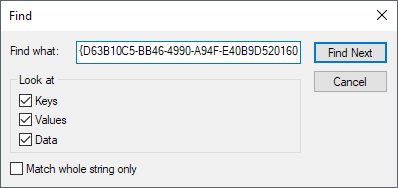 Find
Find what: {D63B10C5-BB46-4990-A94F-E40B9D520160
Find Next
Cancel
Look at
Keys
Values
Data
Match whole string only